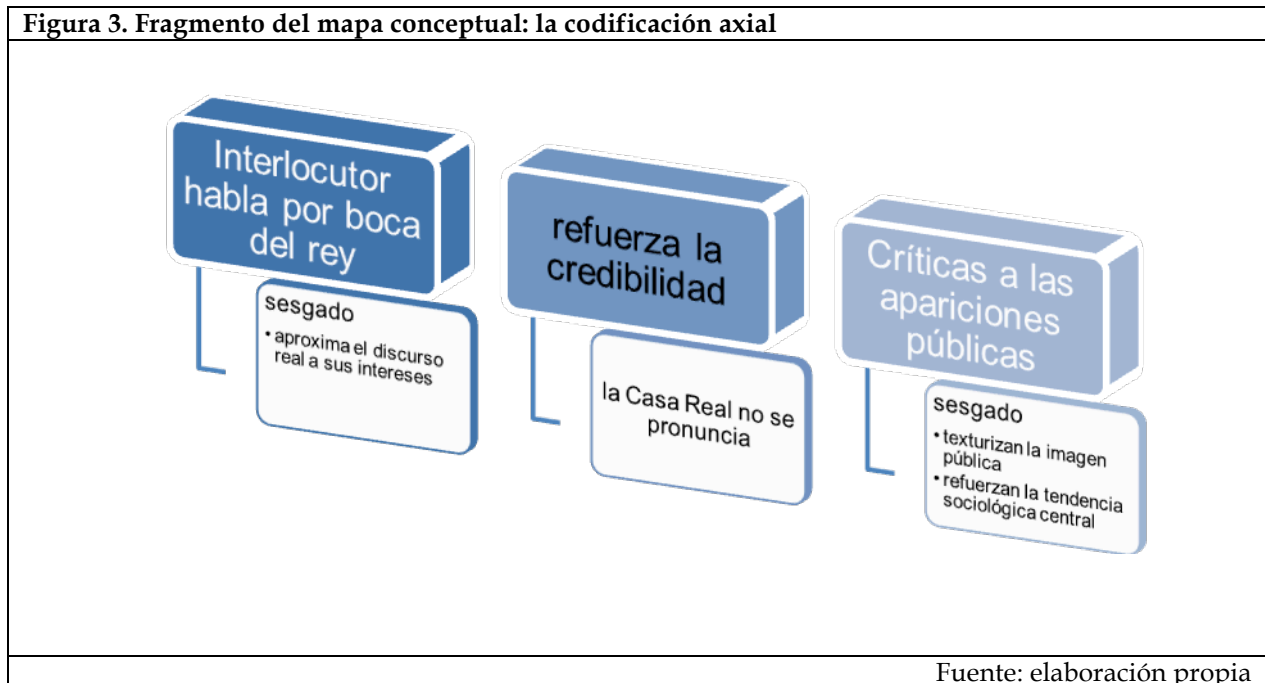 Figura 3. Fragmento del mapa conceptual: la codificación axial
Interlocutor
habla por boca
del rey
sesgado
• aproxima el discurso
real a sus intereses
refuerza la
credibilidad
la Casa Real no se
pronuncia
Críticas a las
apariciones
públicas
sesgado
• texturizan la imagen
pública
• refuerzan la tendencia
sociológica central
Fuente: elaboración propia